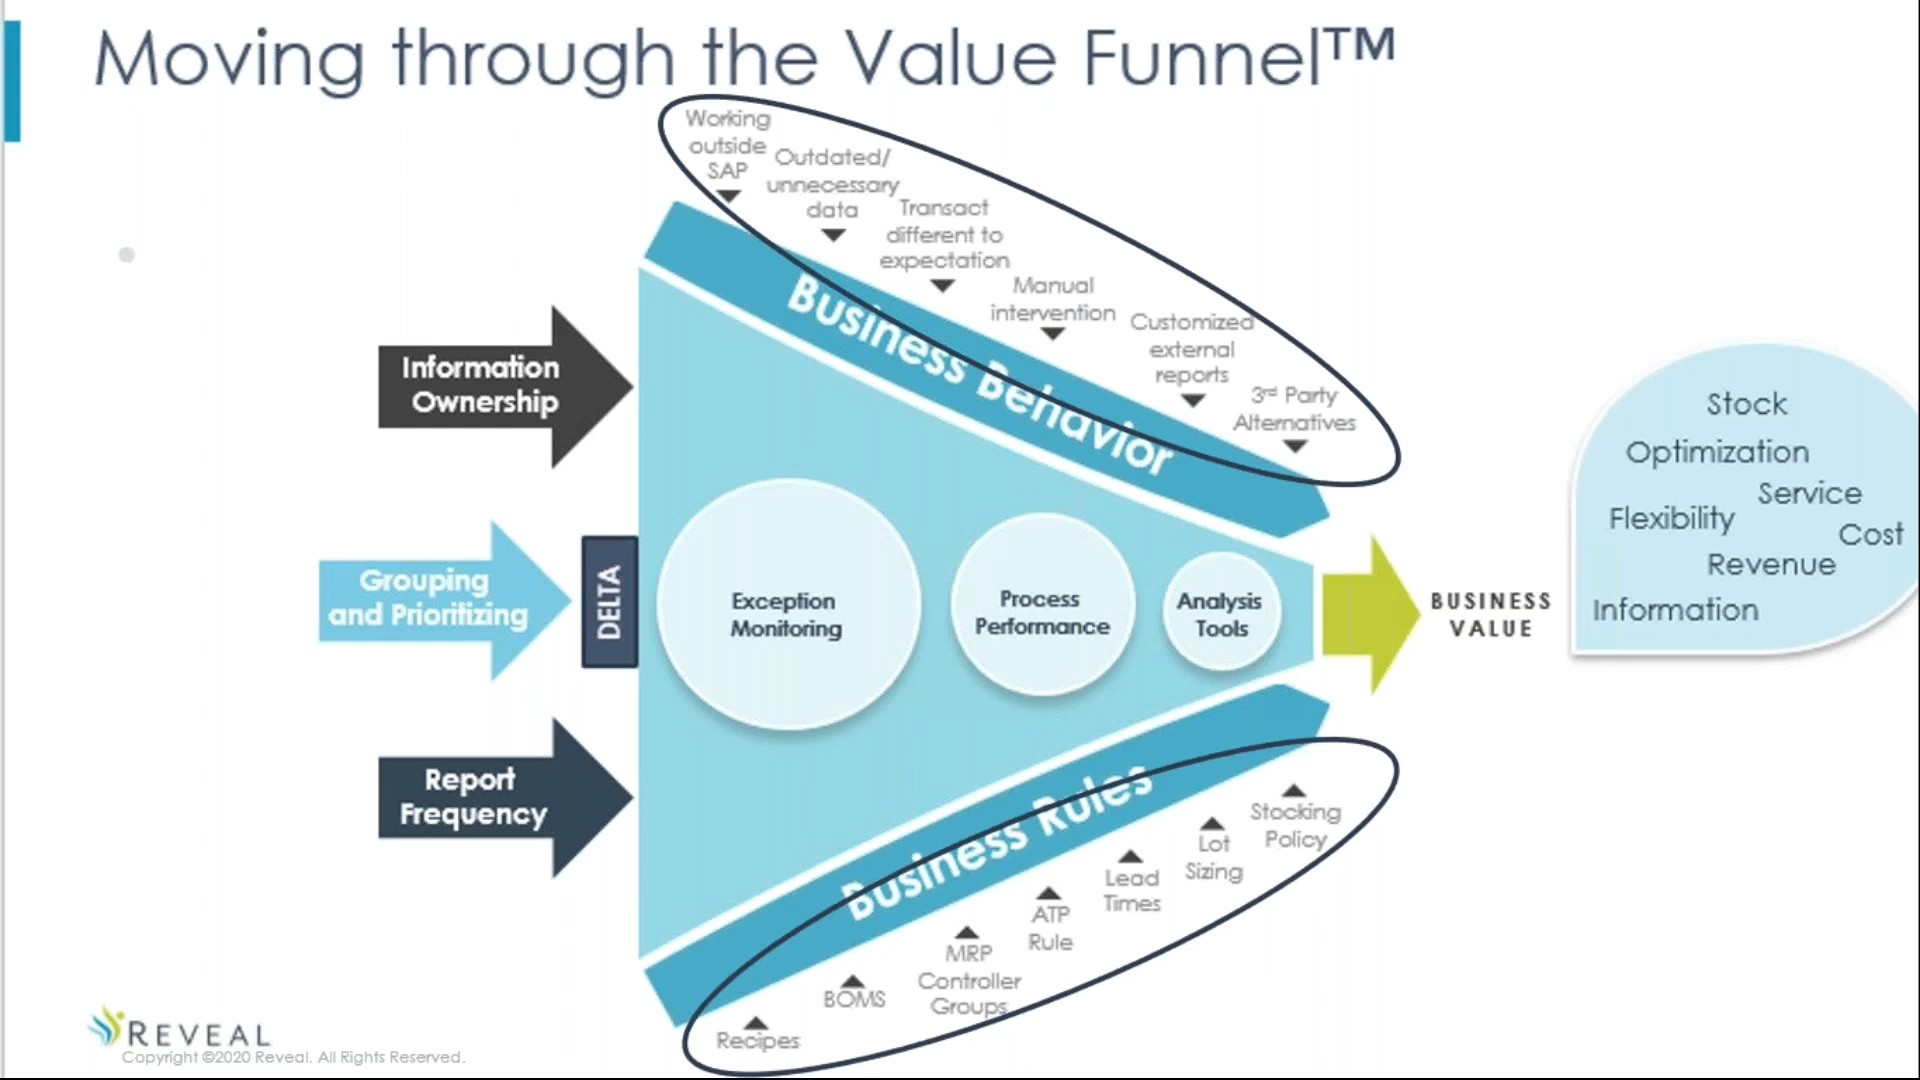 Moving through the Value Funnel™
Working
outside
SAP
Outdated/
unnecessary
data
Transact
different to
expectation
Manual
intervention
Customized
external
reports
3rd Party
Alternatives
Business Behavior
Information
Ownership
Grouping
and Prioritizing
Report
Frequency
DELTA
Exception
Monitoring
Process
Performance
Analysis
Tools
BUSINESS
VALUE
Stock
Optimization
Service
Flexibility
Cost
Revenue
Information
Business Rules
Stocking
Policy
Lot
Sizing
Lead
Times
ATP
Rule
MRP
Controller
Groups
BOMS
Recipes
REVEAL
Copyright ©2020 Reveal. All Rights Reserved.